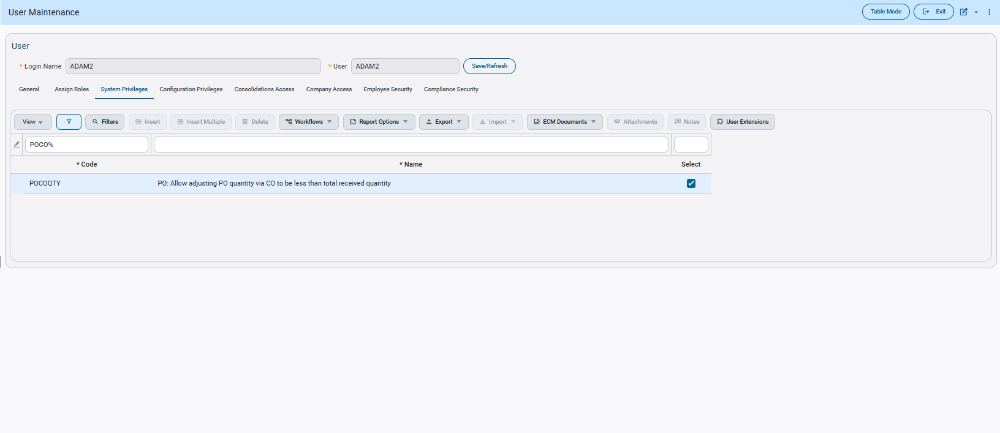 User Maintenance
Table Mode
Exit
User
* Login Name ADAM2 * User ADAM2 Save/Refresh
General Assign Roles System Privileges Configuration Privileges Consolidations Access Company Access Employee Security Compliance Security
View Filters Insert Insert Multiple Delete Workflows Report Options Export Import ECM Documents Attachments Notes User Extensions
POCO%
* Code * Name Select
POCOQTY PO: Allow adjusting PO quantity via CO to be less than total received quantity